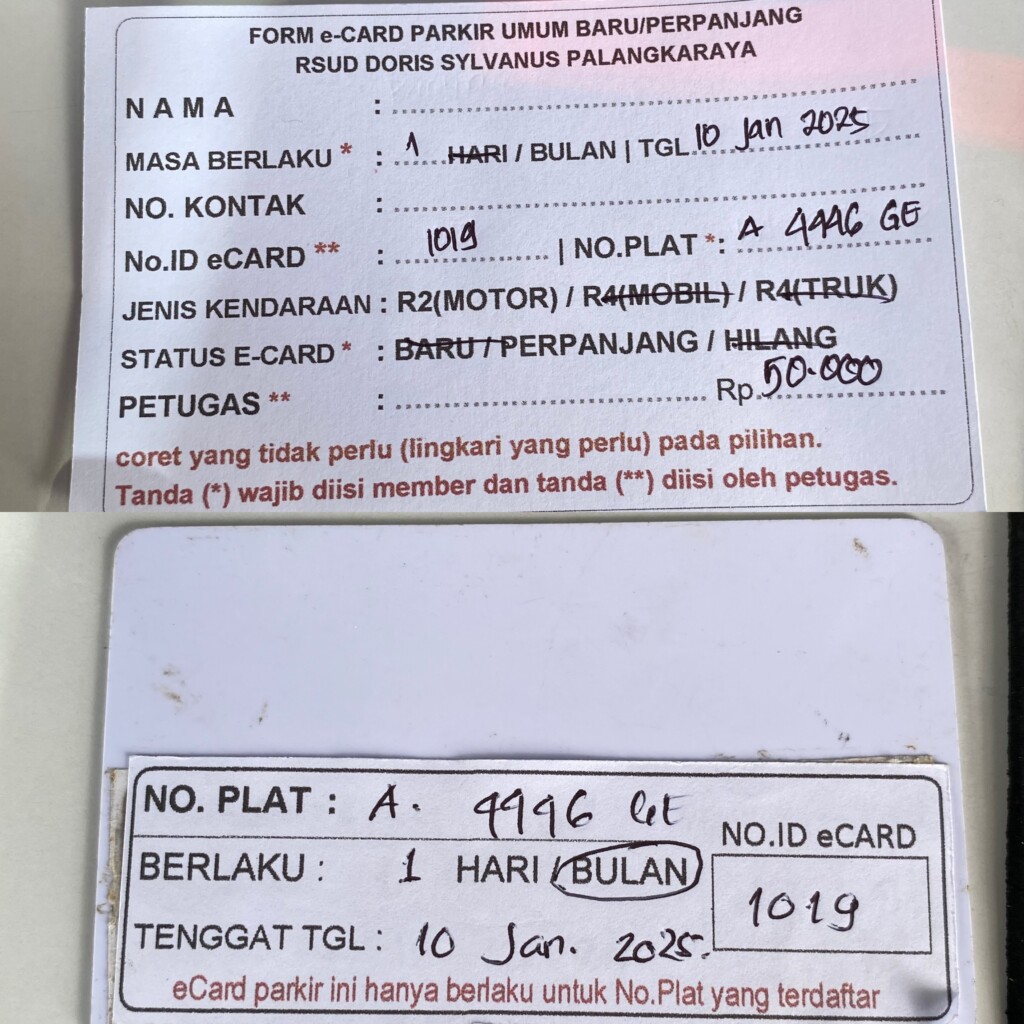 FORM e-CARD PARKIR UMUM BARU/PERPANJANG
RSUD DORIS SYLVANUS PALANGKARAYA
N A M A :
MASA BERLAKU * : 1 HARI / BULAN | TGL 10 Jan 2025
NO. KONTAK :
No.ID eCARD ** : 1019 | NO.PLAT *: A 4446 GE
JENIS KENDARAAN : R2(MOTOR) / R4(MOBIL) / R4(TRUK)
STATUS E-CARD * : BARU / PERPANJANG / HILANG
PETUGAS ** : Rp 50.000
coret yang tidak perlu (lingkari yang perlu) pada pilihan.
Tanda (*) wajib diisi member dan tanda (**) diisi oleh petugas.
NO. PLAT : A. 4446 GE
NO.ID eCARD
BERLAKU : 1 HARI / BULAN
1019
TENGGAT TGL : 10 Jan. 2025.
eCard parkir ini hanya berlaku untuk No.Plat yang terdaftar